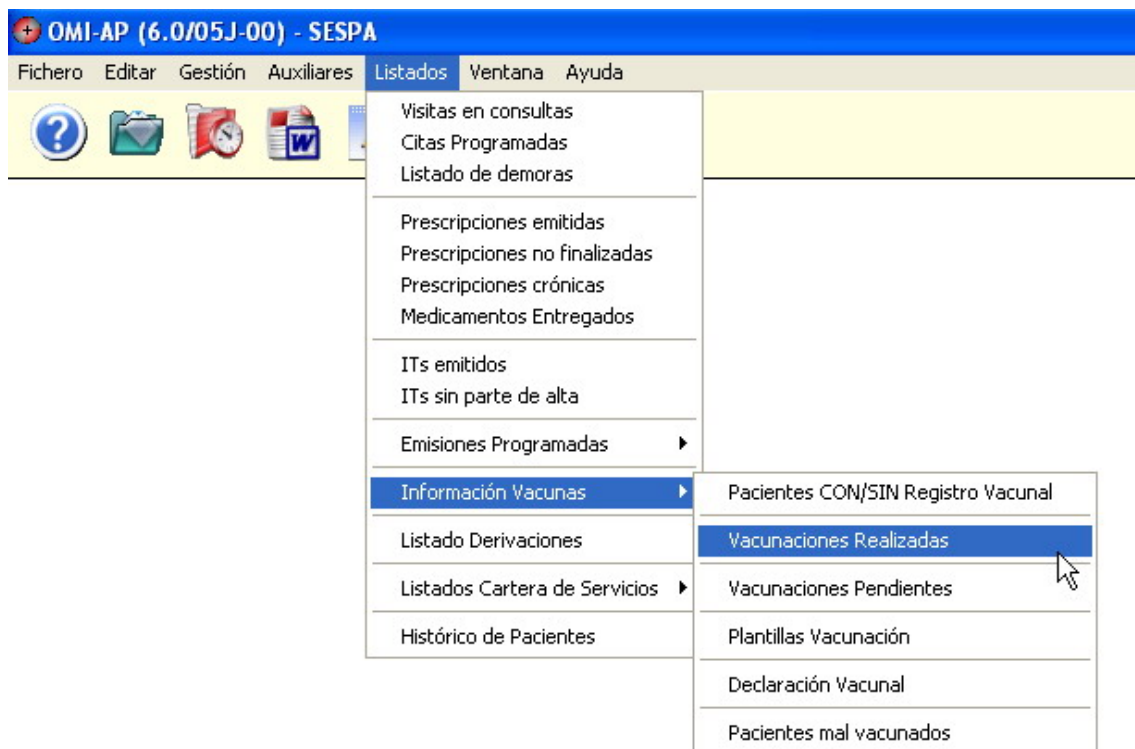 OMI-AP (6.0/05J-00) - SESPA
Fichero Editar Gestión Auxiliares Listados Ventana Ayuda
Visitas en consultas
Citas Programadas
Listado de demoras
Prescripciones emitidas
Prescripciones no finalizadas
Prescripciones crónicas
Medicamentos Entregados
ITs emitidos
ITs sin parte de alta
Emisiones Programadas
Información Vacunas
Listado Derivaciones
Listados Cartera de Servicios
Histórico de Pacientes
Pacientes CON/SIN Registro Vacunal
Vacunaciones Realizadas
Vacunaciones Pendientes
Plantillas Vacunación
Declaración Vacunal
Pacientes mal vacunados